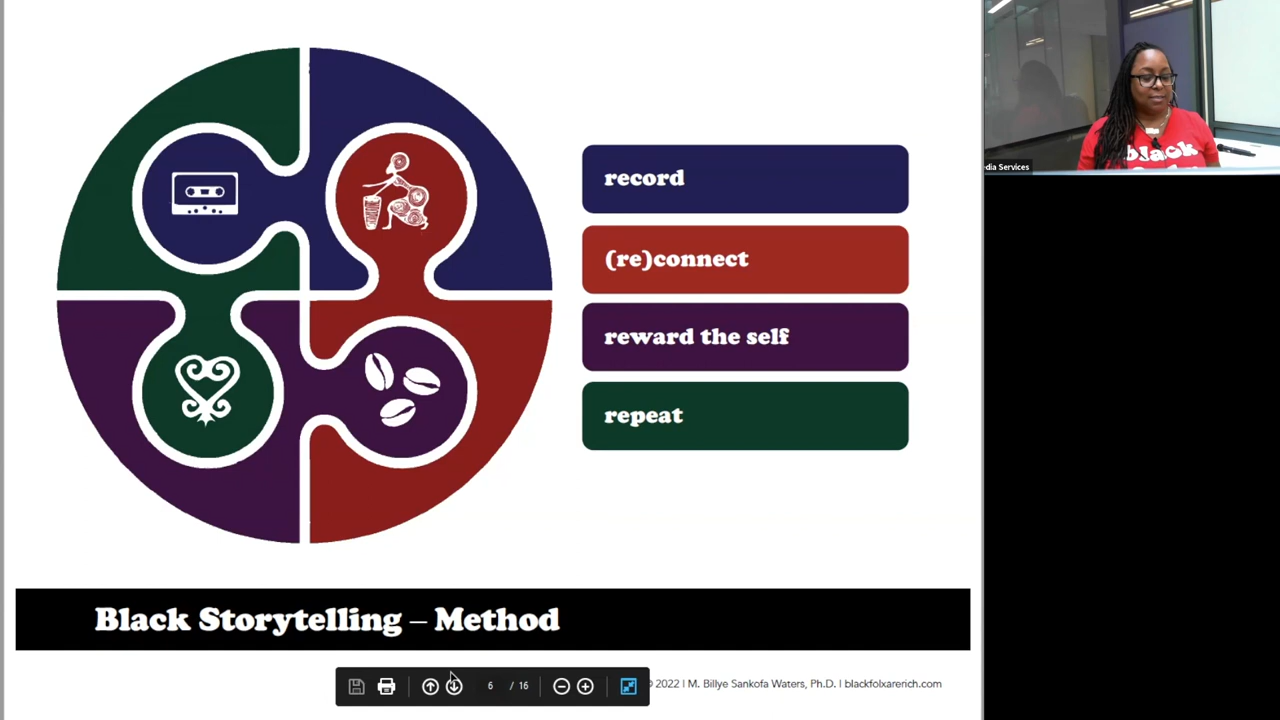 record
(re)connect
reward the self
repeat
Black Storytelling – Method
6 / 16
2022 | M. Billye Sankofa Waters, Ph.D. | blackfolxarerich.com
dia Services
black